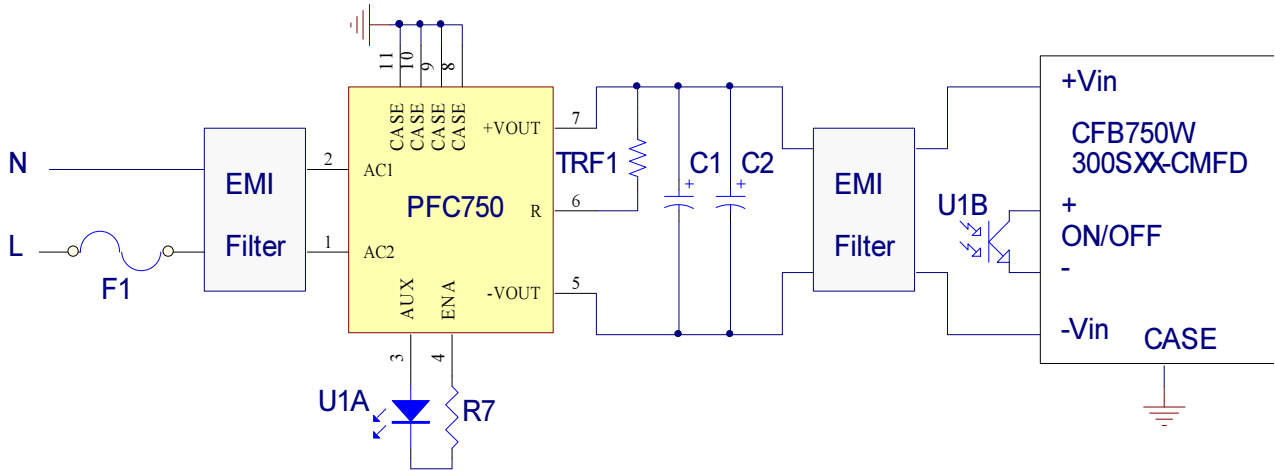 11
10
9
8
CASE
CASE
CASE
CASE
+VOUT
7
+Vin
CFB750W
300SXX-CMFD
N
EMI
Filter
2
AC1
PFC750
TRF1
+
C1
+
C2
EMI
Filter
R
6
U1B
+
ON/OFF
-
L
F1
1
AC2
AUX
ENA
-VOUT
5
-Vin
CASE
3
4
U1A
R7